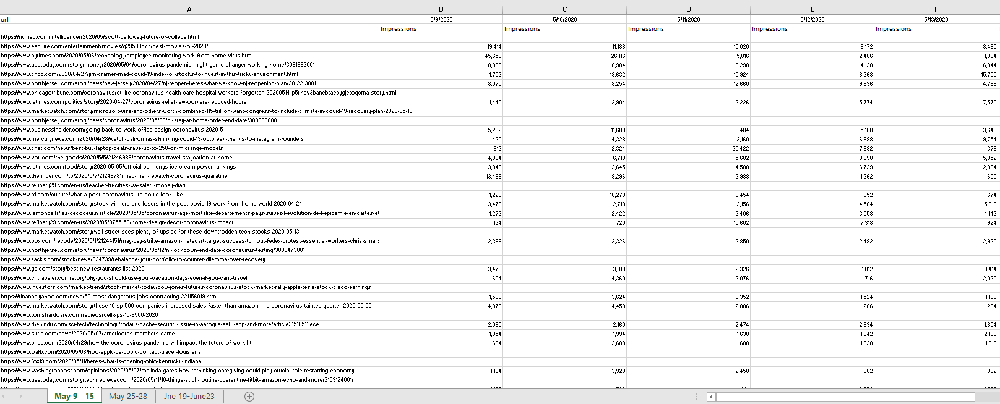 A B C D E F
url 5/9/2020 5/10/2020 5/11/2020 5/12/2020 5/13/2020
Impressions Impressions Impressions Impressions Impressions
https://nymag.com/intelligencer/2020/05/scott-galloway-future-of-college.html
https://www.esquire.com/entertainment/movies/g29500577/best-movies-of-2020/ 19,414 11,186 10,020 9,172 8,490
https://www.nytimes.com/2020/05/06/technology/employee-monitoring-work-from-home-virus.html 45,658 26,116 5,016 2,406 1,864
https://www.usatoday.com/story/money/2020/05/04/coronavirus-pandemic-might-game-changer-working-home/3061862001 8,096 16,984 13,298 14,138 6,344
https://www.cnbc.com/2020/04/27/jim-cramer-mad-covid-19-index-of-stocks-to-invest-in-this-tricky-environment.html 1,702 13,632 10,924 8,368 15,750
https://www.northjersey.com/story/news/new-jersey/2020/04/27/nj-reopen-heres-what-we-know-nj-reopening-plan/3012213001 8,070 8,254 12,660 9,636 4,788
https://www.chicagotribune.com/coronavirus/ct-life-coronavirus-health-care-hospital-workers-forgotten-20200514-p5xhev3banebtaecygjetoqcma-story.html
https://www.latimes.com/politics/story/2020-04-27/coronavirus-relief-law-workers-reduced-hours 1,440 3,904 3,226 5,774 7,570
https://www.marketwatch.com/story/microsoft-visa-and-others-worth-combined-115-trillion-want-congress-to-include-climate-in-covid-19-recovery-plan-2020-05-13
https://www.northjersey.com/story/news/coronavirus/2020/05/08/nj-stay-at-home-order-end-date/3083908001
https://www.businessinsider.com/going-back-to-work-office-design-coronavirus-2020-5 5,292 11,680 8,404 5,168 3,640
https://www.mercurynews.com/2020/04/28/watch-californias-shrinking-covid-19-outbreak-thanks-to-instagram-founders 420 4,328 2,160 6,998 9,754
https://www.cnet.com/news/best-buy-laptop-deals-save-up-to-250-on-midrange-models 912 2,324 25,422 7,892 378
https://www.vox.com/the-goods/2020/5/5/21246989/coronavirus-travel-staycation-at-home 4,884 6,718 5,682 3,998 5,352
https://www.latimes.com/food/story/2020-05-05/official-ben-jerrys-ice-cream-power-rankings 3,346 2,645 14,588 6,729 2,034
https://www.theringer.com/tv/2020/5/7/21249781/mad-men-rewatch-coronavirus-quaratine 13,498 9,296 2,988 1,362 600
https://www.refinery29.com/en-us/teacher-tri-cities-wa-salary-money-diary
https://www.rd.com/culture/what-a-post-coronavirus-life-could-look-like 1,226 16,278 3,454 952 674
https://www.marketwatch.com/story/stock-winners-and-losers-in-the-post-covid-19-work-from-home-world-2020-04-24 3,478 2,710 3,156 4,564 5,610
https://www.lemonde.fr/les-decodeurs/article/2020/05/05/coronavirus-age-mortalite-departements-pays-suivez-l-evolution-de-l-epidemie-en-cartes-e 1,272 2,422 2,406 3,558 4,142
https://www.refinery29.com/en-us/2020/05/9755159/home-design-decor-coronavirus-impact 134 720 10,602 7,318 924
https://www.marketwatch.com/story/wall-street-sees-plenty-of-upside-for-these-downtrodden-tech-stocks-2020-05-13
https://www.vox.com/recode/2020/5/1/21244151/may-day-strike-amazon-instacart-target-success-turnout-fedex-protest-essential-workers-chris-small 2,366 2,326 2,850 2,492 2,920
https://www.northjersey.com/story/news/coronavirus/2020/05/12/nj-lockdown-end-date-coronavirus-testing/3096473001
https://www.zacks.com/stock/news/924739/rebalance-your-portfolio-to-counter-dilemma-over-recovery
https://www.gq.com/story/best-new-restaurants-list-2020 3,470 3,310 2,326 1,812 1,414
https://www.cntraveler.com/story/why-you-should-use-your-vacation-days-even-if-you-cant-travel 604 4,360 3,076 1,716 2,020
https://www.investors.com/market-trend/stock-market-today/dow-jones-futures-coronavirus-stock-market-rally-apple-tesla-stock-cisco-earnings
https://finance.yahoo.com/news/50-most-dangerous-jobs-contracting-221156019.html 1,500 3,624 3,352 1,524 1,108
https://www.marketwatch.com/story/these-10-sp-500-companies-increased-sales-faster-than-amazon-in-a-coronavirus-tainted-quarter-2020-05-05 4,378 4,458 2,886 266 284
https://www.tomshardware.com/reviews/dell-xps-15-9500-2020
https://www.thehindu.com/sci-tech/technology/todays-cache-security-issue-in-aarogya-setu-app-and-more/article31518511.ece 2,080 2,160 2,474 2,694 1,604
https://www.sltrib.com/news/2020/05/07/americorps-members-came 1,854 1,994 1,638 1,342 2,106
https://www.cnbc.com/2020/04/29/how-the-coronavirus-pandemic-will-impact-the-future-of-work.html 684 2,608 1,608 1,828 1,610
https://www.wafb.com/2020/05/08/how-apply-be-covid-contact-tracer-louisiana
https://www.fox19.com/2020/05/11/heres-what-is-opening-ohio-kentucky-indiana
https://www.washingtonpost.com/opinions/2020/05/07/melinda-gates-how-rethinking-caregiving-could-play-crucial-role-restarting-economy 1,194 3,920 2,450 962 962
https://www.usatoday.com/story/tech/reviewedcom/2020/05/11/10-things-stick-routine-quarantine-fitbit-amazon-echo-and-more/3109124001/
May 9 - 15 May 25-28 Jne 19-June23